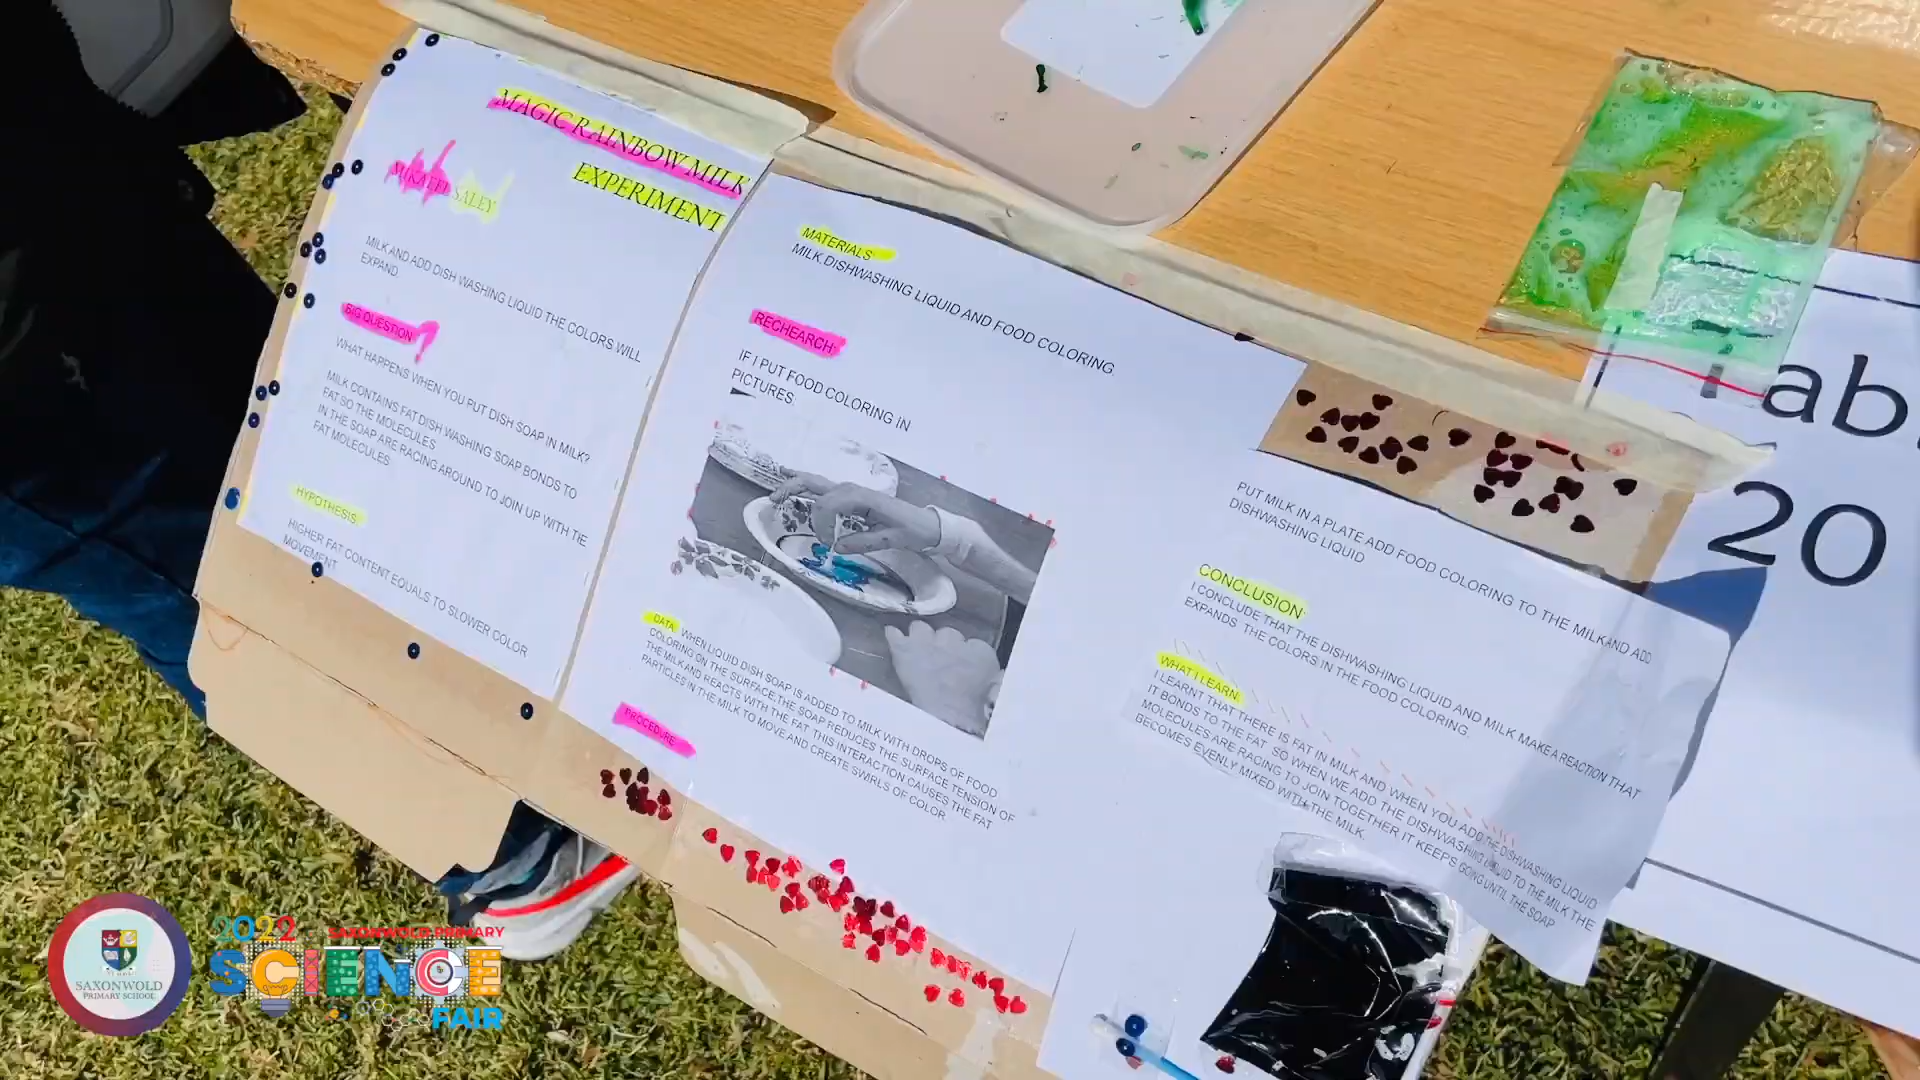 MAGIC RAINBOW MILK
EXPERIMENT
MIKAEEL SALEY
MILK AND ADD DISH WASHING LIQUID THE COLORS WILL
EXPAND.
BIG QUESTION?
WHAT HAPPENS WHEN YOU PUT DISH SOAP IN MILK?
MILK CONTAINS FAT DISH WASHING SOAP BONDS TO
FAT SO THE MOLECULES
IN THE SOAP ARE RACING AROUND TO JOIN UP WITH TIE
FAT MOLECULES
HYPOTHESIS
HIGHER FAT CONTENT EQUALS TO SLOWER COLOR
MOVEMENT
MATERIALS:
MILK,DISHWASHING LIQUID AND FOOD COLORING.
RECHEARCH:
IF I PUT FOOD COLORING IN
PICTURES:
DATA: WHEN LIQUID DISH SOAP IS ADDED TO MILK WITH DROPS OF FOOD
COLORING ON THE SURFACE,THE SOAP REDUCES THE SURFACE TENSION OF
THE MILK AND REACTS WITH THE FAT THIS INTERACTION CAUSES THE FAT
PARTICLES IN THE MILK TO MOVE AND CREATE SWIRLS OF COLOR.
PROCEDURE
PUT MILK IN A PLATE ADD FOOD COLORING TO THE MILK AND ADD
DISHWASHING LIQUID
CONCLUSION:
I CONCLUDE THAT THE DISHWASHING LIQUID AND MILK MAKE A REACTION THAT
EXPANDS THE COLORS IN THE FOOD COLORING.
WHAT I LEARN:
I LEARNT THAT THERE IS FAT IN MILK AND WHEN YOU ADD THE DISHWASHING LIQUID
IT BONDS TO THE FAT SO WHEN WE ADD THE DISHWASHING LIQUID TO THE MILK THE
MOLECULES ARE RACING TO JOIN TOGETHER IT KEEPS GOING UNTIL THE SOAP
BECOMES EVENLY MIXED WITH THE MILK.
20
SAXONWOLD
PRIMARY SCHOOL
2022 SAXONWOLD PRIMARY
SCIENCE
FAIR